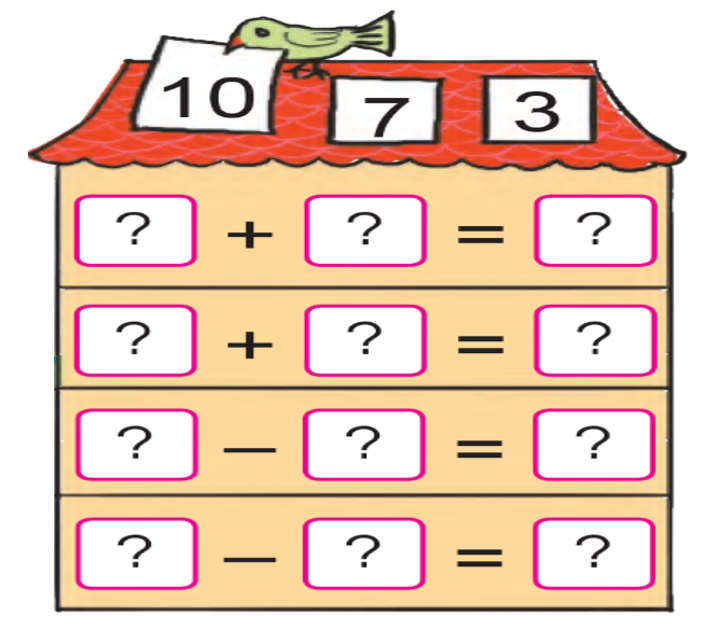 10 7 3
? + ? = ?
? + ? = ?
? − ? = ?
? − ? = ?